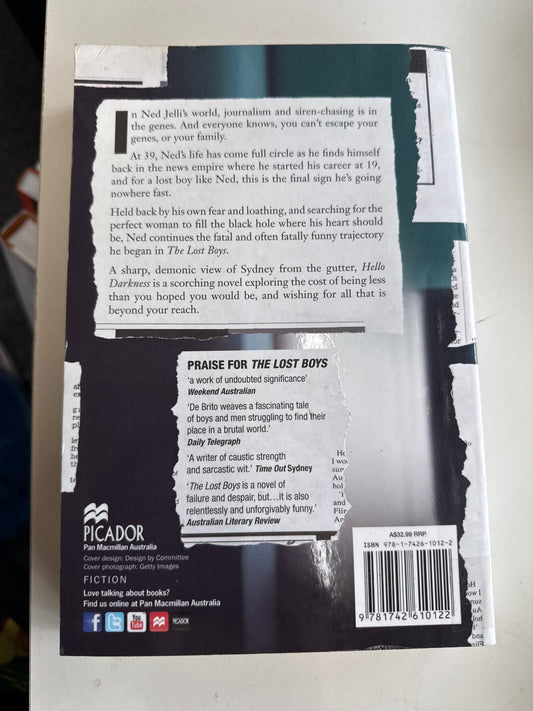 In Ned Jelli's world, journalism and siren-chasing is in
the genes. And everyone knows, you can't escape your
genes, or your family.
At 39, Ned's life has come full circle as he finds himself
back in the news empire where he started his career at 19,
and for a lost boy like Ned, this is the final sign he's going
nowhere fast.
Held back by his own fear and loathing, and searching for the
perfect woman to fill the black hole where his heart should
be, Ned continues the fatal and often fatally funny trajectory
he began in The Lost Boys.
A sharp, demonic view of Sydney from the gutter, Hello
Darkness is a scorching novel exploring the cost of being less
than you hoped you would be, and wishing for all that is
beyond your reach.
PRAISE FOR THE LOST BOYS
'a work of undoubted significance'
Weekend Australian
'De Brito weaves a fascinating tale
of boys and men struggling to find their
place in a brutal world.'
Daily Telegraph
'A writer of caustic strength
and sarcastic wit.' Time Out Sydney
'The Lost Boys is a novel of
failure and despair, but...it is also
relentlessly and unforgivably funny.'
Australian Literary Review
PICADOR
Pan Macmillan Australia
Cover design: Design by Committee
Cover photograph: Getty Images
FICTION
Love talking about books?
Find us online at Pan Macmillan Australia
You Tube
PICADOR
A$32.99 RRP
ISBN 978-1-7426-1012-2
9 781742 610122